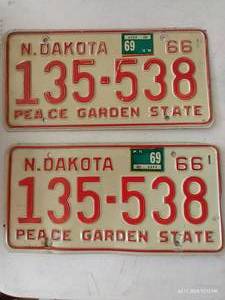 N.DAKOTA 69 66
135-538
PEACE GARDEN STATE
N.DAKOTA 69 66
135-538
PEACE GARDEN STATE